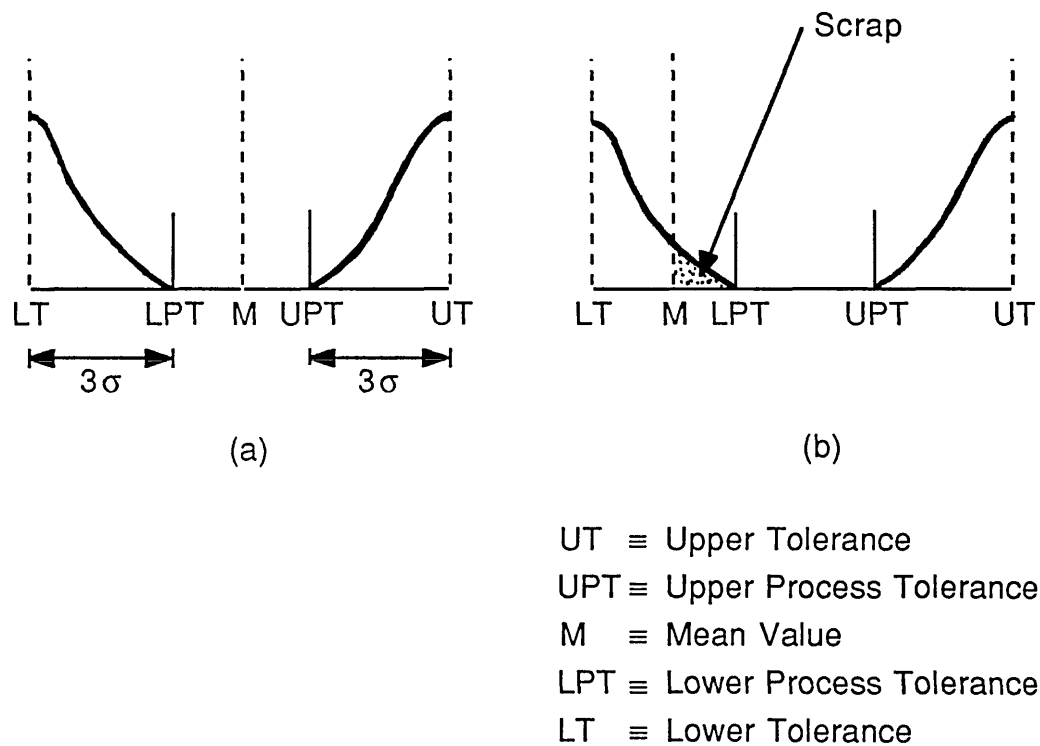 Scrap
LT LPT M UPT UT
3σ 3σ
(a)
LT M LPT UPT UT
(b)
UT ≡ Upper Tolerance
UPT ≡ Upper Process Tolerance
M ≡ Mean Value
LPT ≡ Lower Process Tolerance
LT ≡ Lower Tolerance